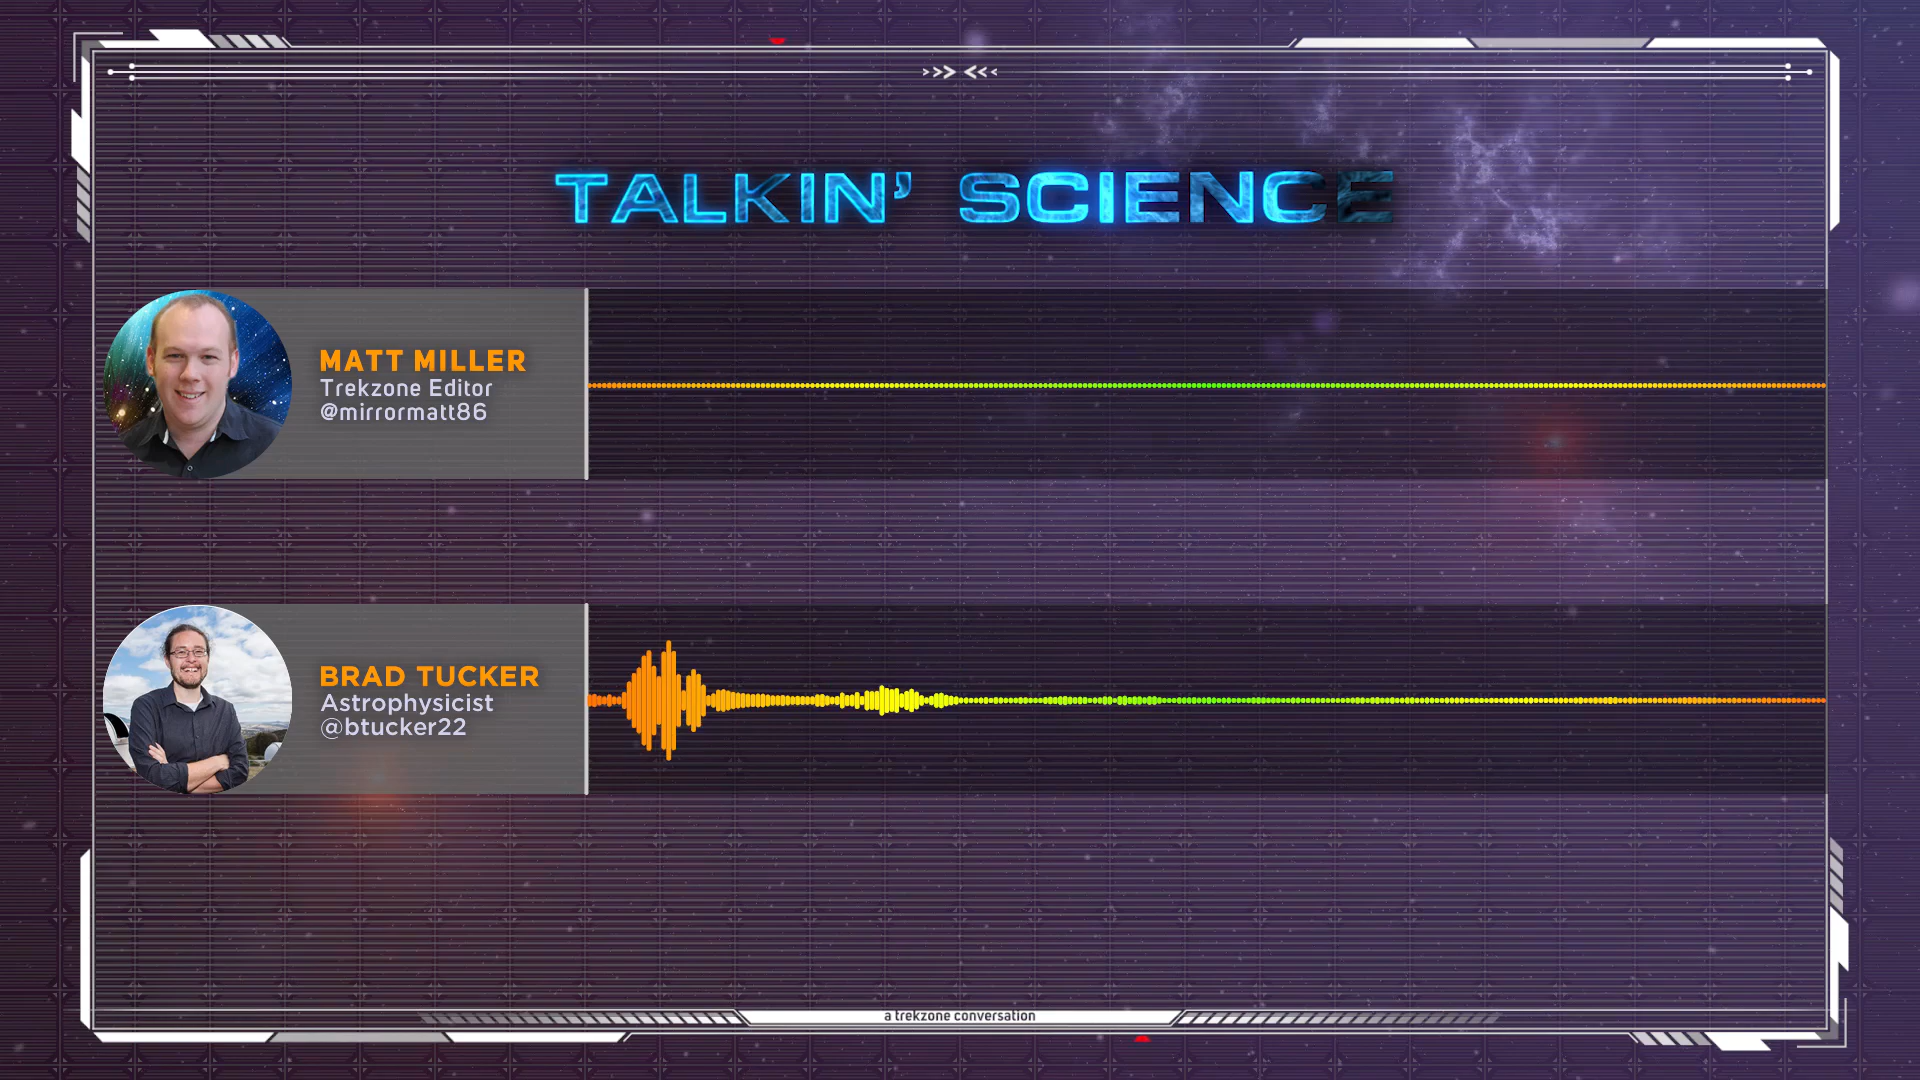 TALKIN' SCIENCE
MATT MILLER
Trekzone Editor
@mirrormatt86
BRAD TUCKER
Astrophysicist
@btucker22
a trekzone conversation